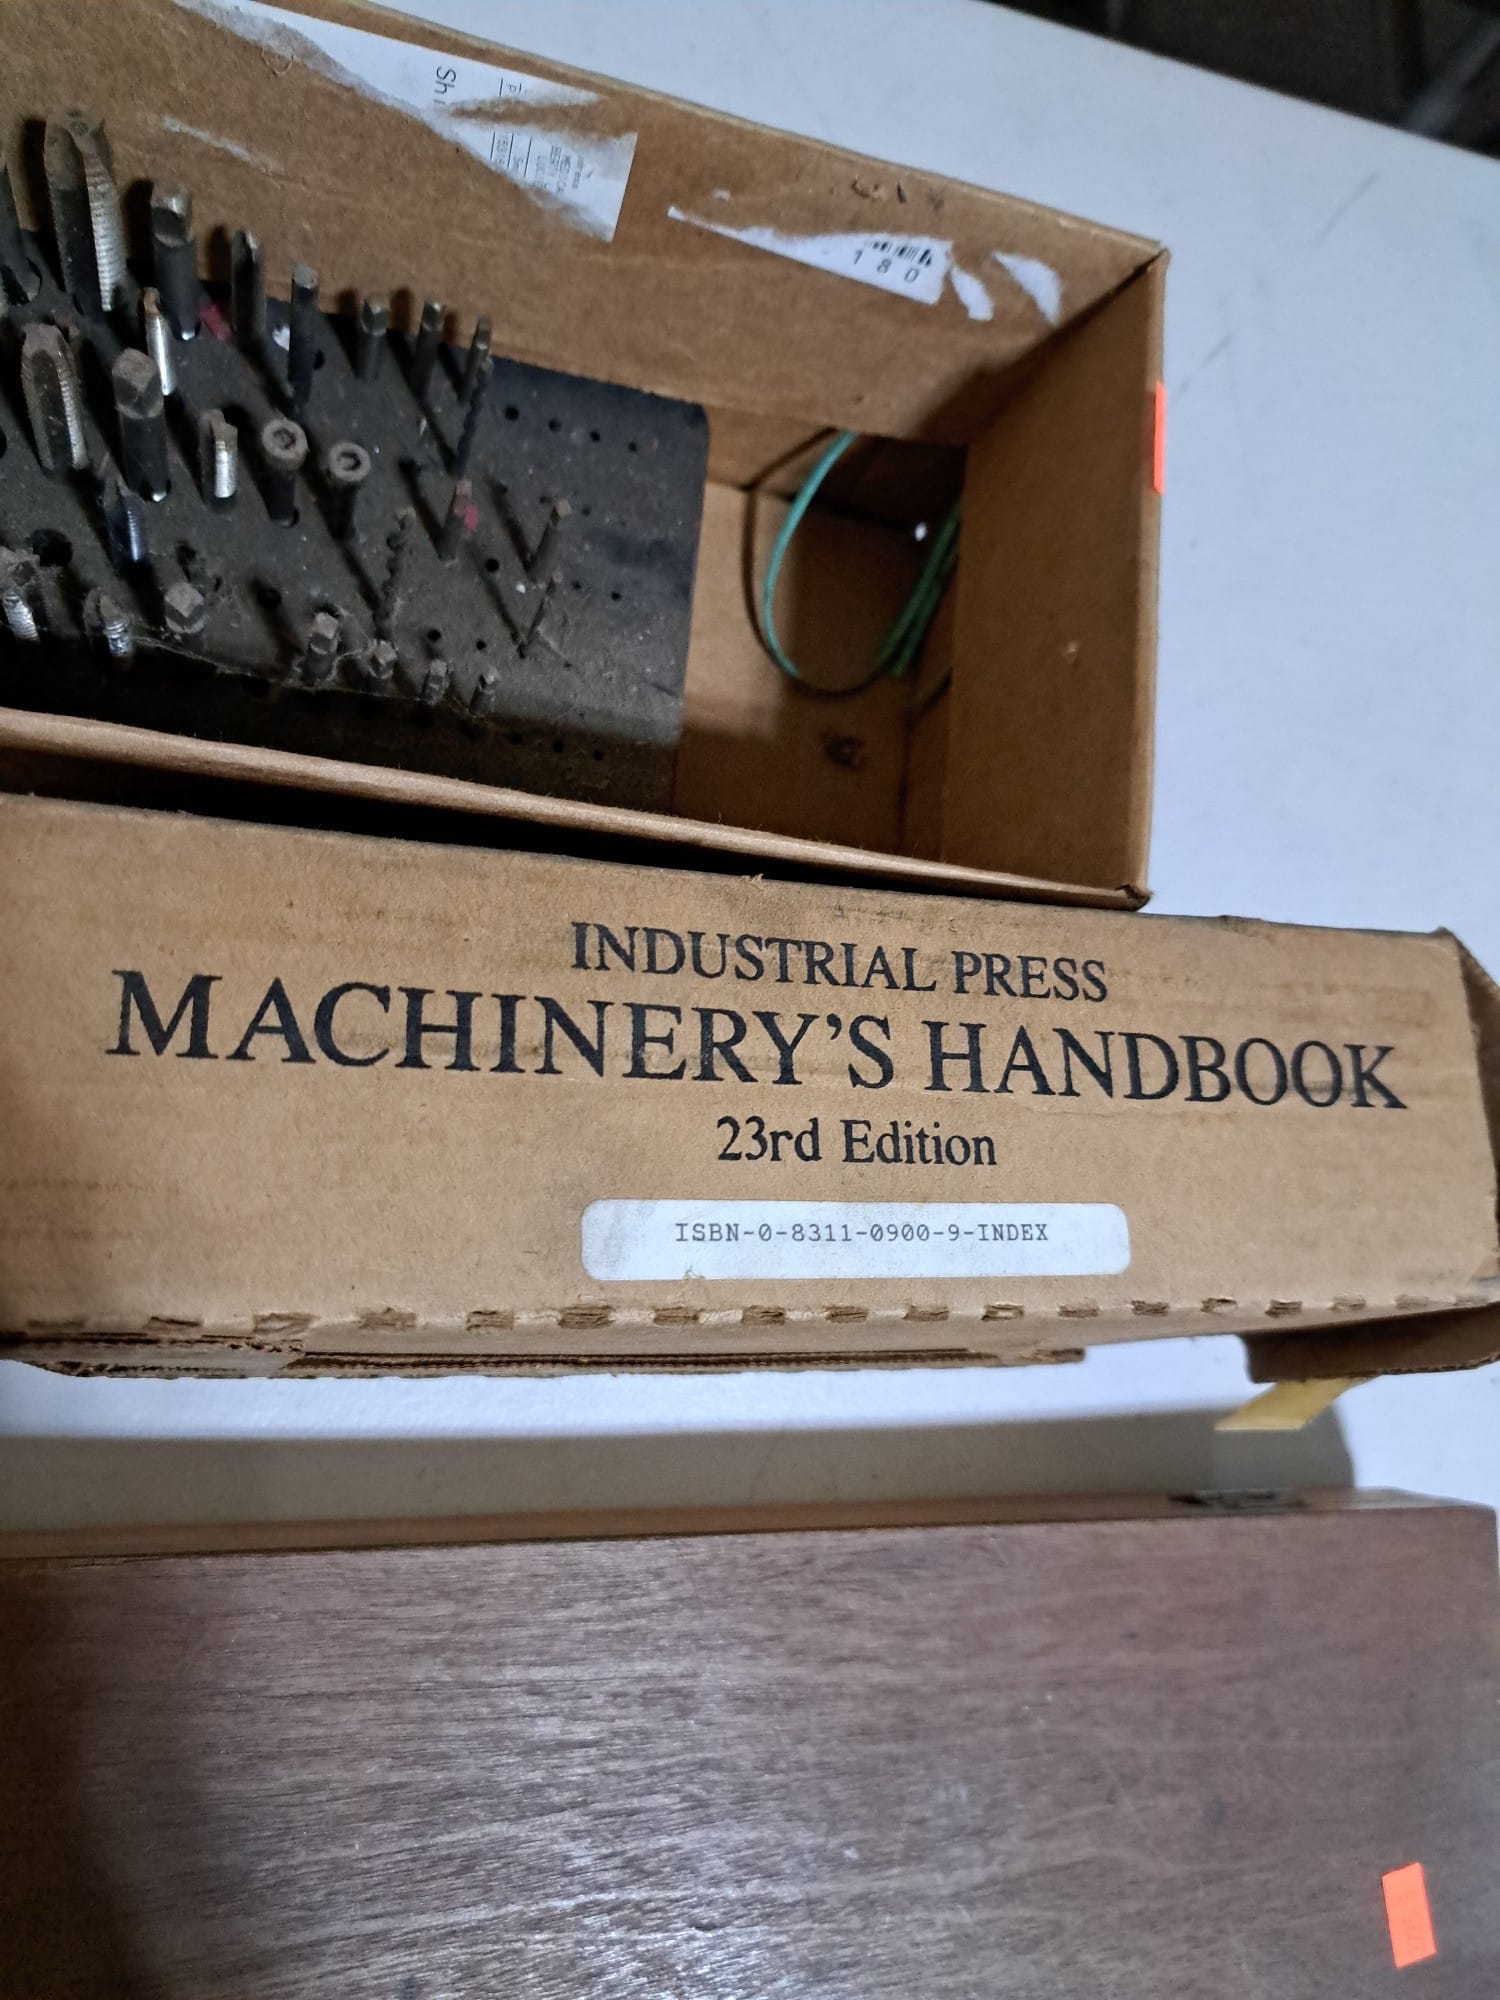 180
INDUSTRIAL PRESS
MACHINERY'S HANDBOOK
23rd Edition
ISBN-0-8311-0900-9-INDEX